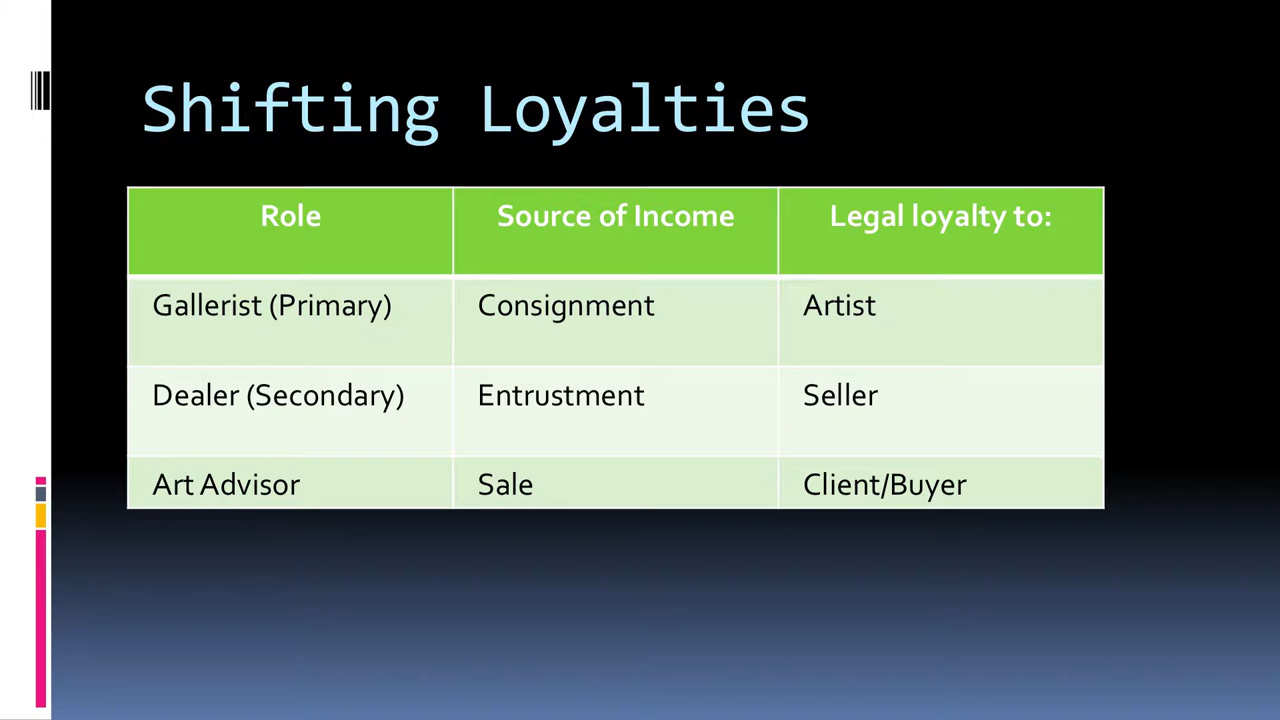 Shifting Loyalties
Role Source of Income Legal loyalty to:
Gallerist (Primary) Consignment Artist
Dealer (Secondary) Entrustment Seller
Art Advisor Sale Client/Buyer